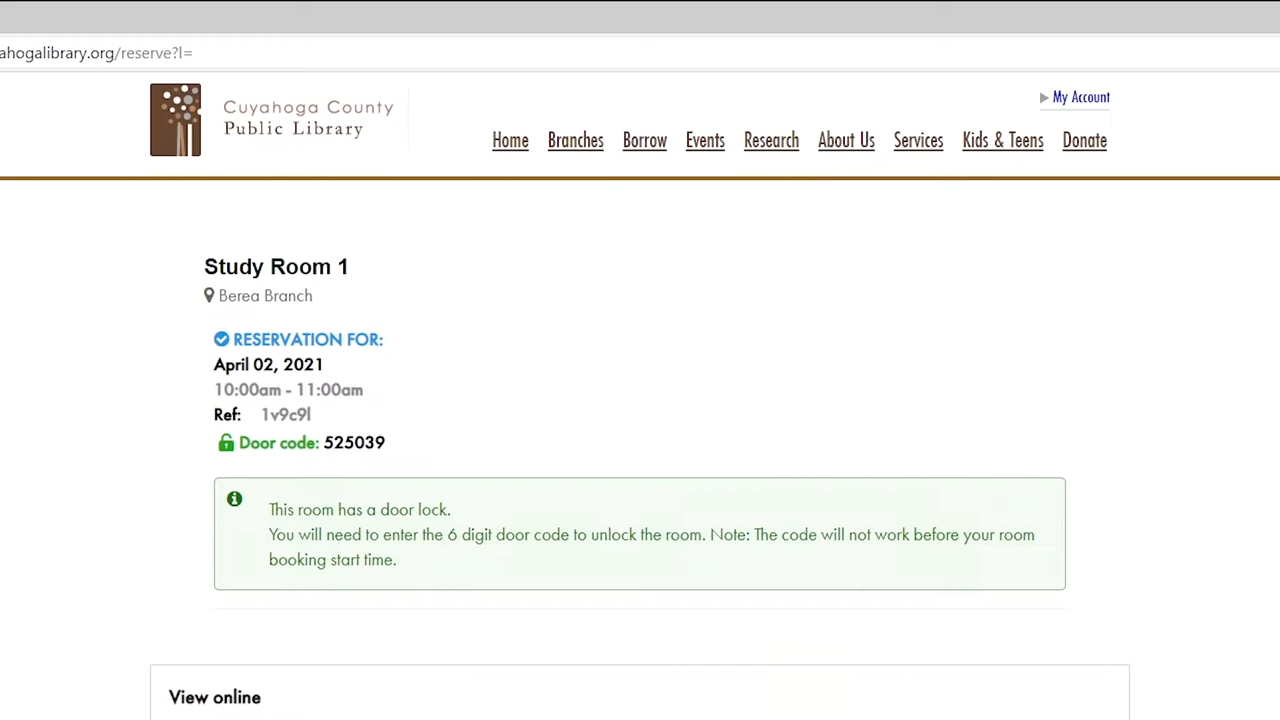 ahogalibrary.org/reserve?l=
Cuyahoga County
Public Library
My Account
Home Branches Borrow Events Research About Us Services Kids & Teens Donate
Study Room 1
Berea Branch
RESERVATION FOR:
April 02, 2021
10:00am - 11:00am
Ref: 1v9c9l
Door code: 525039
This room has a door lock.
You will need to enter the 6 digit door code to unlock the room. Note: The code will not work before your room
booking start time.
View online